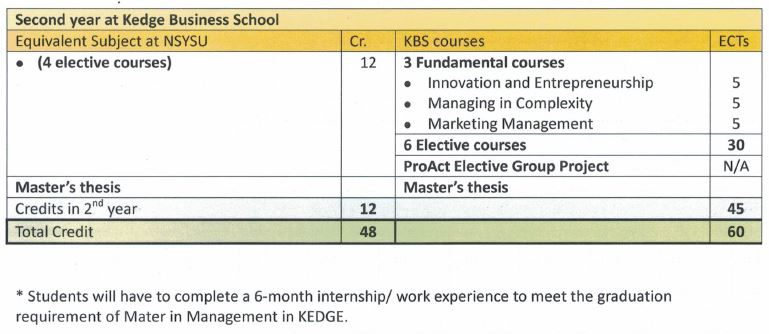 Second year at Kedge Business School
Equivalent Subject at NSYSU Cr. KBS courses ECTs
• (4 elective courses) 12 3 Fundamental courses
• Innovation and Entrepreneurship 5
• Managing in Complexity 5
• Marketing Management 5
6 Elective courses 30
ProAct Elective Group Project N/A
Master's thesis Master's thesis
Credits in 2nd year 12 45
Total Credit 48 60
* Students will have to complete a 6-month internship/ work experience to meet the graduation
requirement of Mater in Management in KEDGE.